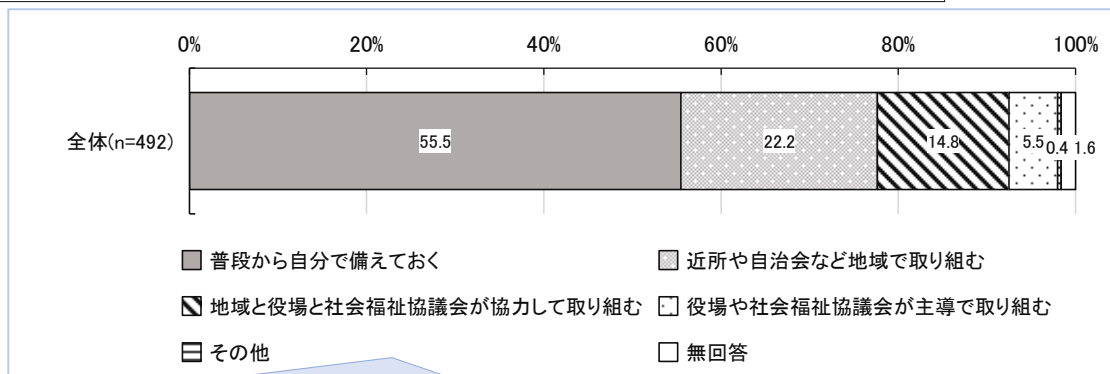 0% 20% 40% 60% 80% 100%
全体(n=492) 55.5 22.2 14.8 5.5 0.4 1.6
普段から自分で備えておく 近所や自治会など地域で取り組む
地域と役場と社会福祉協議会が協力して取り組む 役場や社会福祉協議会が主導で取り組む
その他 無回答